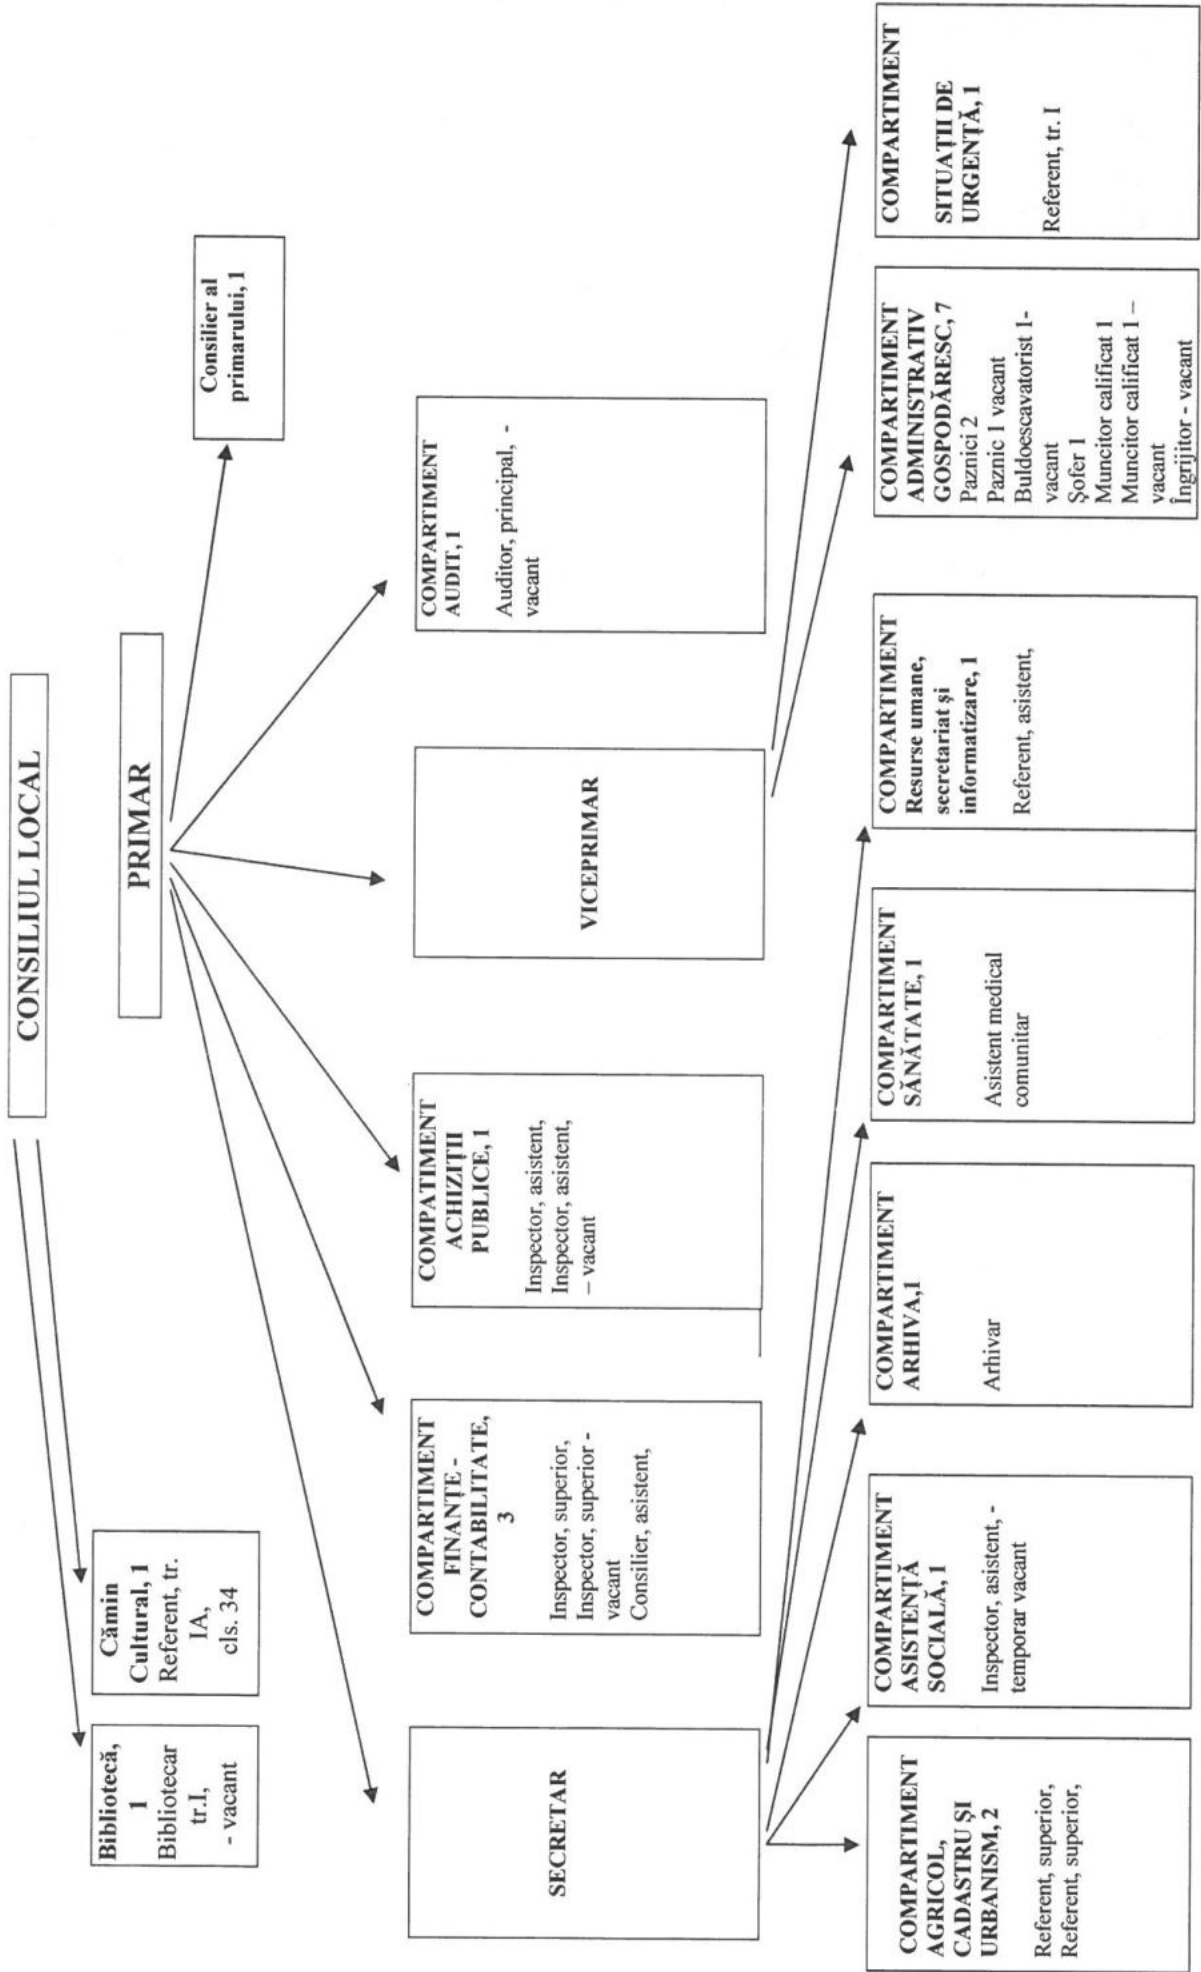 CONSILIUL LOCAL
PRIMAR
Consilier al
primarului, 1
Bibliotecă,
1
Bibliotecar
tr.I,
- vacant
Cămin
Cultural, 1
Referent, tr.
IA,
cls. 34
SECRETAR
COMPARTIMENT
FINANȚE -
CONTABILITATE,
3
Inspector, superior,
Inspector, superior -
vacant
Consilier, asistent,
COMPATIMENT
ACHIZIȚII
PUBLICE, 1
Inspector, asistent,
Inspector, asistent,
– vacant
VICEPRIMAR
COMPARTIMENT
AUDIT, 1
Auditor, principal, -
vacant
COMPARTIMENT
AGRICOL,
CADASTRU ȘI
URBANISM, 2
Referent, superior,
Referent, superior,
COMPARTIMENT
ASISTENȚĂ
SOCIALĂ, 1
Inspector, asistent, -
temporar vacant
COMPARTIMENT
ARHIVA,1
Arhivar
COMPARTIMENT
SĂNĂTATE, 1
Asistent medical
comunitar
COMPARTIMENT
Resurse umane,
secretariat și
informatizare, 1
Referent, asistent,
COMPARTIMENT
ADMINISTRATIV
GOSPODĂRESC, 7
Paznici 2
Paznic 1 vacant
Buldoescavatorist 1-
vacant
Șofer 1
Muncitor calificat 1
Muncitor calificat 1 –
vacant
Îngrijitor - vacant
COMPARTIMENT
SITUAȚII DE
URGENȚĂ, 1
Referent, tr. I